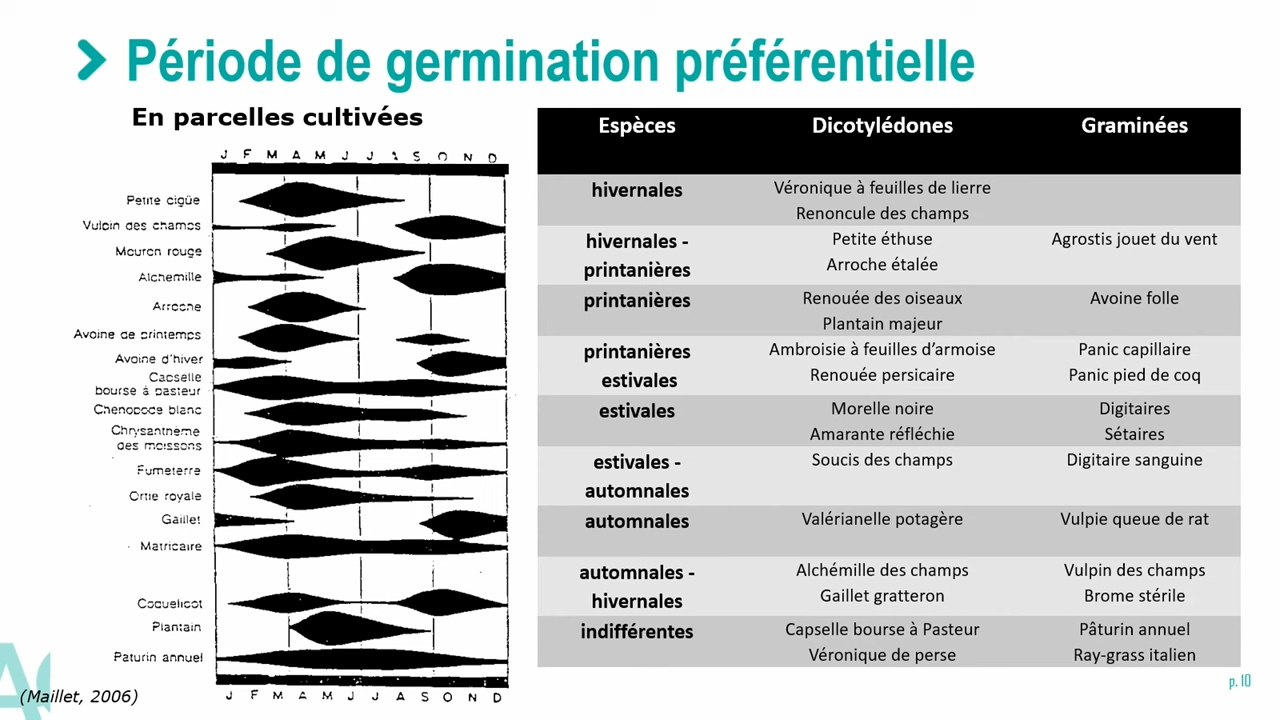 Période de germination préférentielle
En parcelles cultivées
J F M A M J J A S O N D
Petite cigüe
Vulpin des champs
Mouron rouge
Alchemille
Arroche
Avoine de printemps
Avoine d'hiver
Capselle
bourse à pasteur
Chenopode blanc
Chrysanthème
des moissons
Fumeterre
Ortie royale
Gaillet
Matricaire
Coquelicot
Plantain
Paturin annuel
J F M A M J J A S O N D
(Maillet, 2006)
Espèces Dicotylédones Graminées
hivernales Véronique à feuilles de lierre
Renoncule des champs
hivernales - Petite éthuse Agrostis jouet du vent
printanières Arroche étalée
printanières Renouée des oiseaux Avoine folle
Plantain majeur
printanières Ambroisie à feuilles d’armoise Panic capillaire
estivales Renouée persicaire Panic pied de coq
estivales Morelle noire Digitaires
Amarante réfléchie Sétaires
estivales - Soucis des champs Digitaire sanguine
automnales
automnales Valérianelle potagère Vulpie queue de rat
automnales - Alchémille des champs Vulpin des champs
hivernales Gaillet gratteron Brome stérile
indifférentes Capselle bourse à Pasteur Pâturin annuel
Véronique de perse Ray-grass italien
p. 10